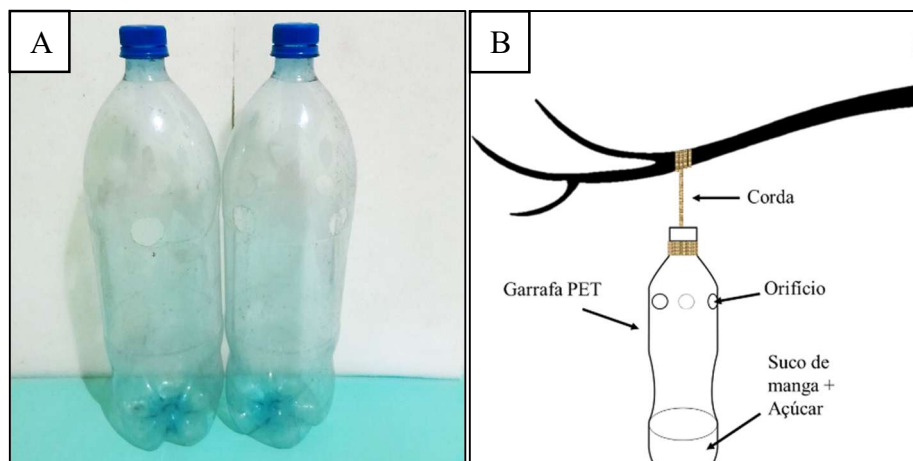 A
B
Corda
Garrafa PET
Orifício
Suco de
manga +
Açúcar